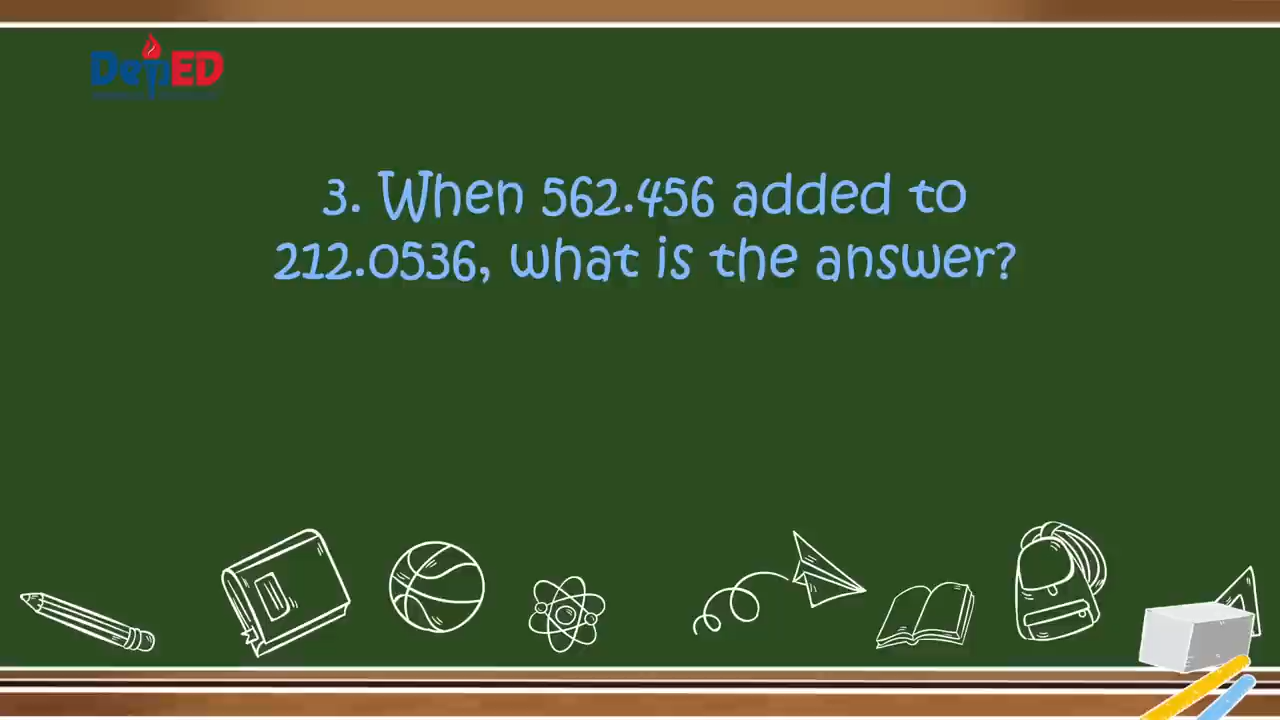 DepED
3. When 562.456 added to
212.0536, what is the answer?